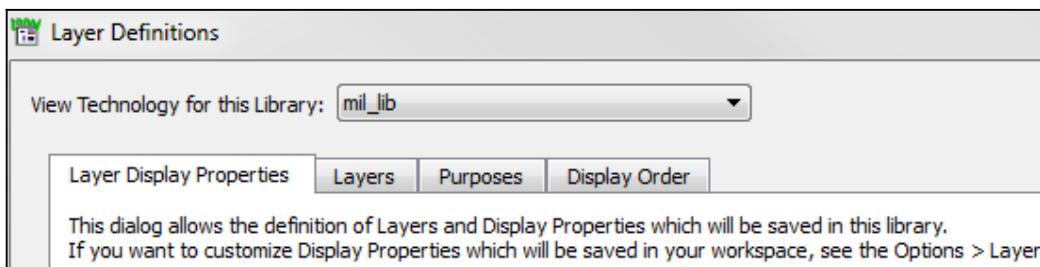 Layer Definitions
View Technology for this Library: mil_lib
Layer Display Properties Layers Purposes Display Order
This dialog allows the definition of Layers and Display Properties which will be saved in this library.
If you want to customize Display Properties which will be saved in your workspace, see the Options > Layer